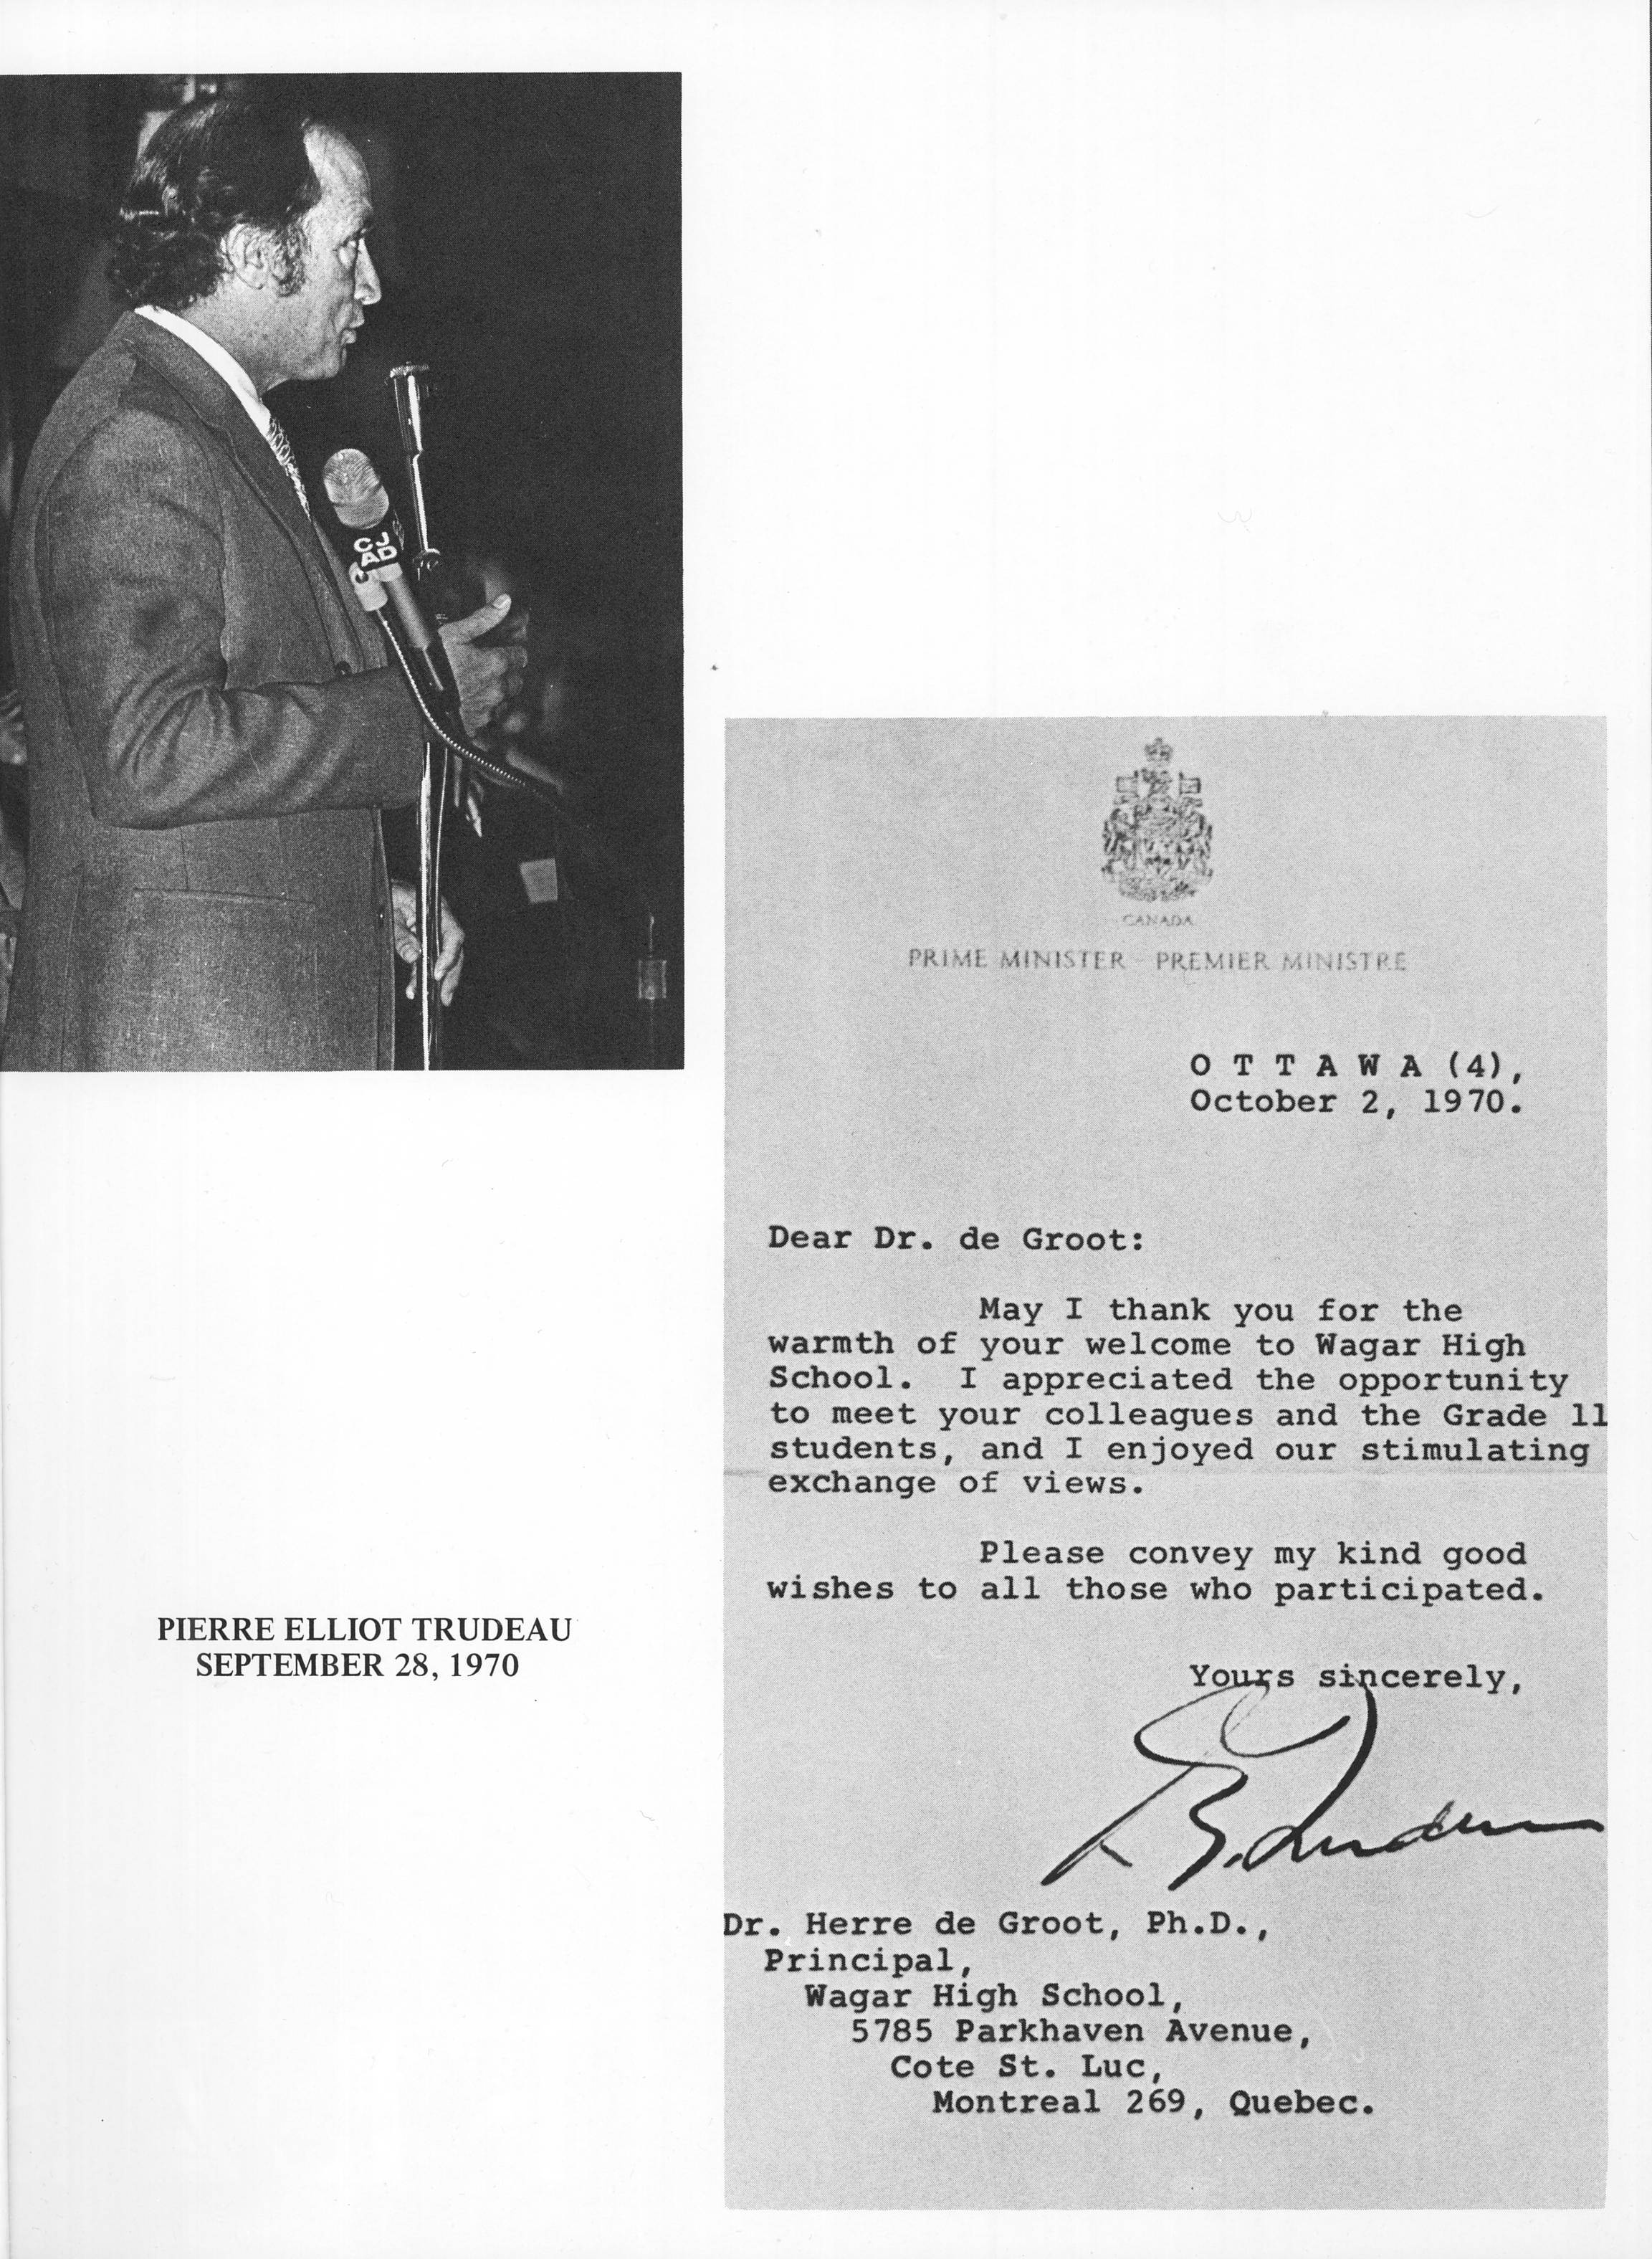 CJ
AD
PIERRE ELLIOT TRUDEAU
SEPTEMBER 28, 1970
CANADA
PRIME MINISTER - PREMIER MINISTRE
O T T A W A (4),
October 2, 1970.
Dear Dr. de Groot:
May I thank you for the
warmth of your welcome to Wagar High
School. I appreciated the opportunity
to meet your colleagues and the Grade 11
students, and I enjoyed our stimulating
exchange of views.
Please convey my kind good
wishes to all those who participated.
Yours sincerely,
Dr. Herre de Groot, Ph.D.,
Principal,
Wagar High School,
5785 Parkhaven Avenue,
Cote St. Luc,
Montreal 269, Quebec.